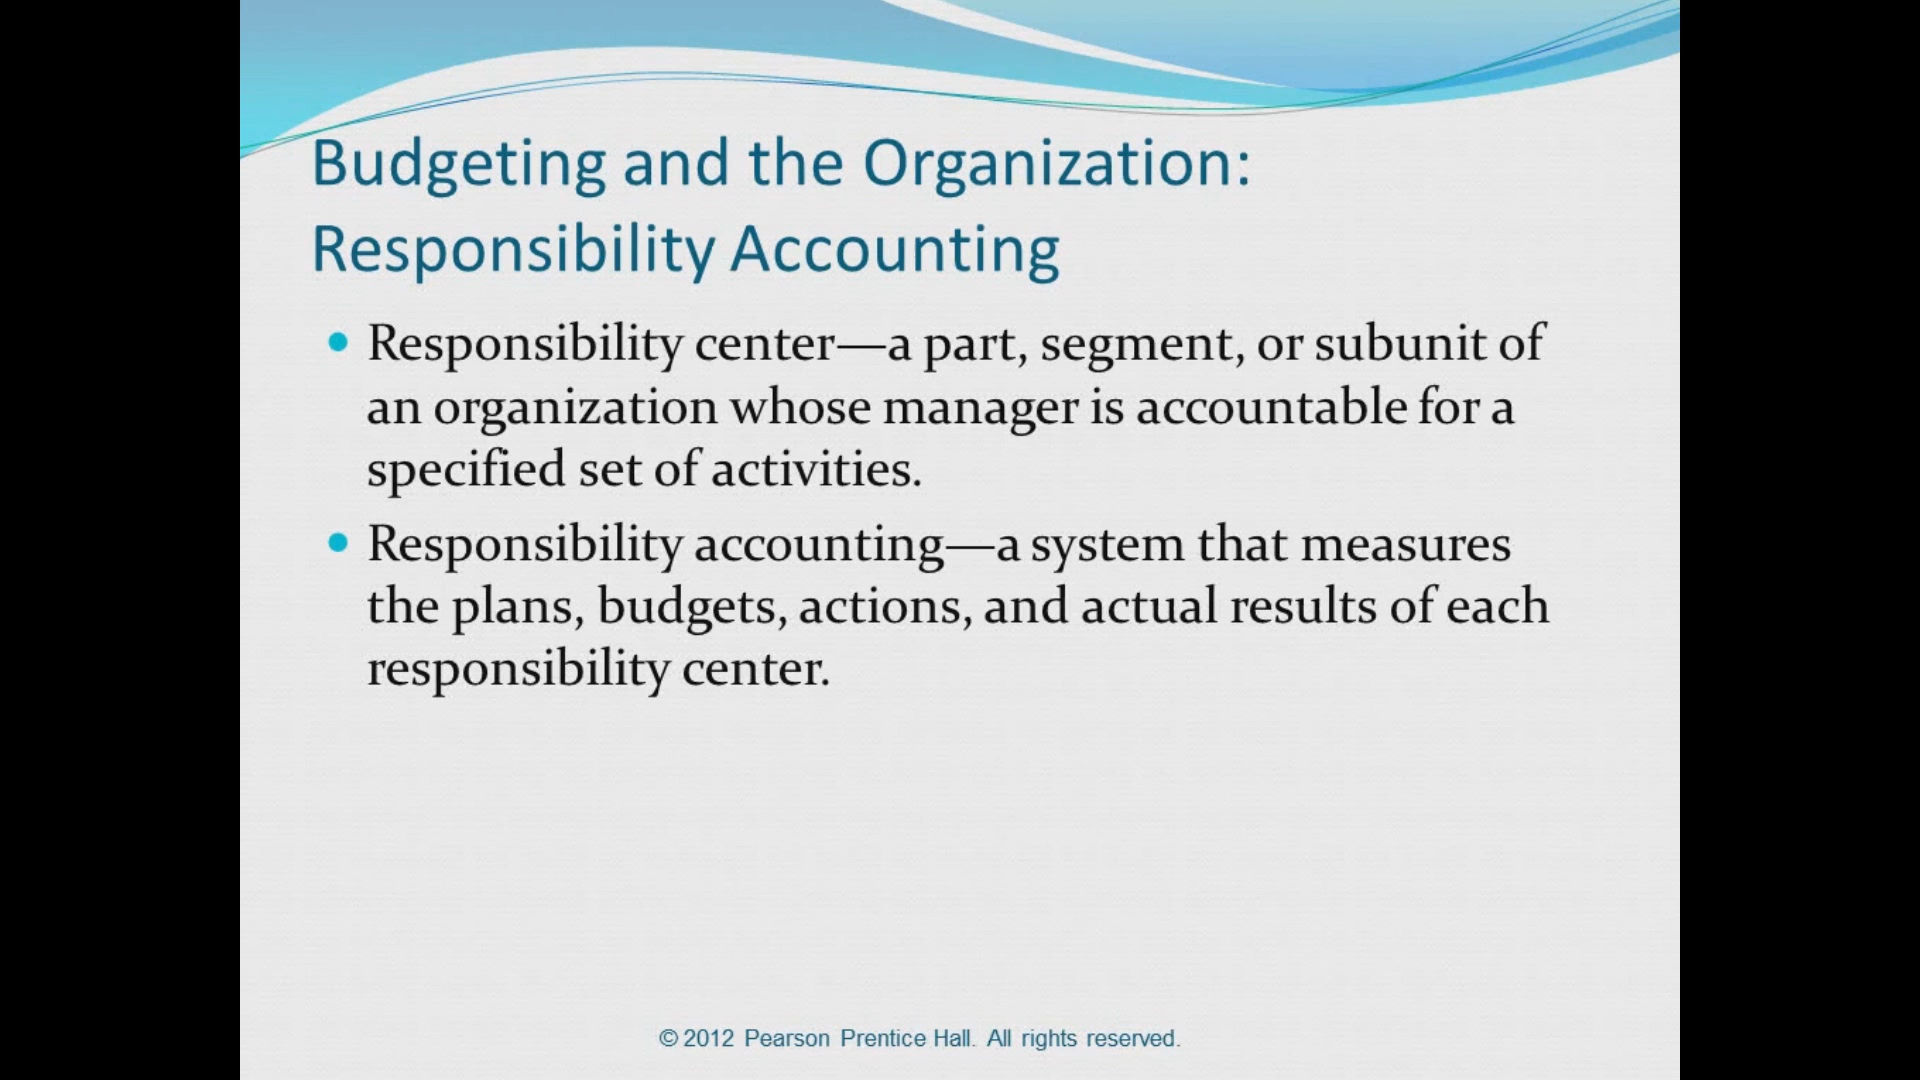 Budgeting and the Organization:
Responsibility Accounting
• Responsibility center—a part, segment, or subunit of
an organization whose manager is accountable for a
specified set of activities.
• Responsibility accounting—a system that measures
the plans, budgets, actions, and actual results of each
responsibility center.
© 2012 Pearson Prentice Hall. All rights reserved.